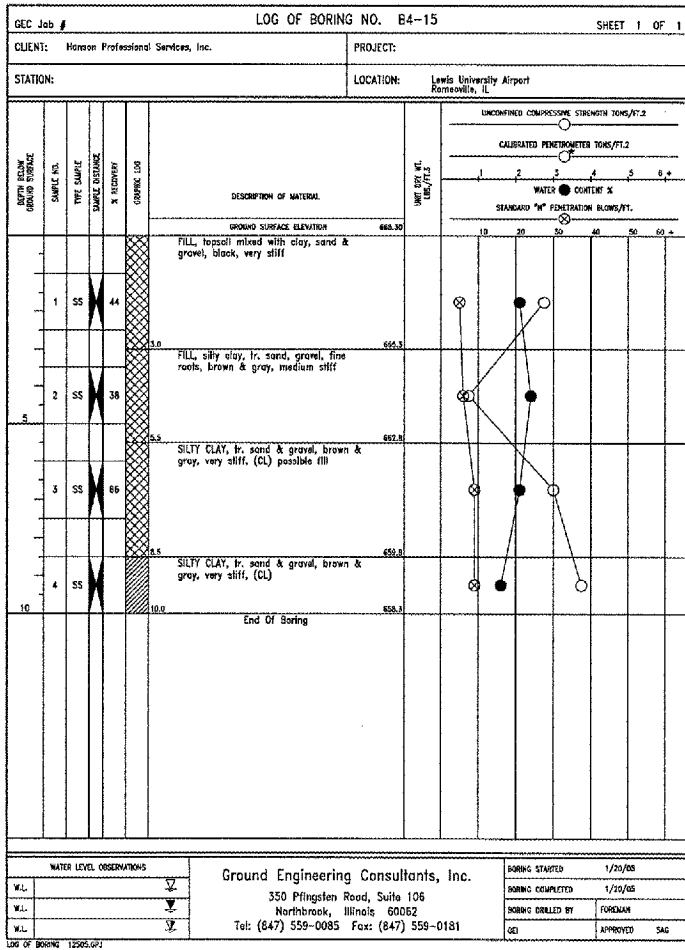 GEC Job #
LOG OF BORING NO. B4-15
SHEET 1 OF 1
CLIENT: Hanson Professional Services, Inc.
PROJECT:
STATION:
LOCATION: Lewis University Airport
Romeoville, IL
DEPTH BELOW
GROUND SURFACE
SAMPLE NO.
TYPE SAMPLE
SAMPLE DISTANCE
% RECOVERY
GRAPHIC LOG
DESCRIPTION OF MATERIAL
GROUND SURFACE ELEVATION 668.30
UNIT DRY WT.
LBS./FT.3
UNCONFINED COMPRESSIVE STRENGTH TONS/FT.2
CALIBRATED PENETROMETER TONS/FT.2
1 2 3 4 5 6 +
WATER CONTENT %
STANDARD "N" PENETRATION BLOWS/FT.
10 20 30 40 50 60 +
FILL, topsoil mixed with clay, sand &
gravel, black, very stiff
1 SS 44
3.0 665.3
FILL, silty clay, tr. sand, gravel, fine
roots, brown & gray, medium stiff
2 SS 38
5
5.5 662.8
SILTY CLAY, tr. sand & gravel, brown &
gray, very stiff, (CL) possible fill
3 SS 66
8.5 659.8
SILTY CLAY, tr. sand & gravel, brown &
gray, very stiff, (CL)
4 SS
10 10.0 658.3
End Of Boring
WATER LEVEL OBSERVATIONS
W.L.
W.L.
W.L.
Ground Engineering Consultants, Inc.
350 Pfingsten Road, Suite 106
Northbrook, Illinois 60062
Tel: (847) 559-0085 Fax: (847) 559-0181
BORING STARTED 1/20/05
BORING COMPLETED 1/20/05
BORING DRILLED BY FOREMAN
GEI APPROVED SAG
LOG OF BORING 12505.GPJ